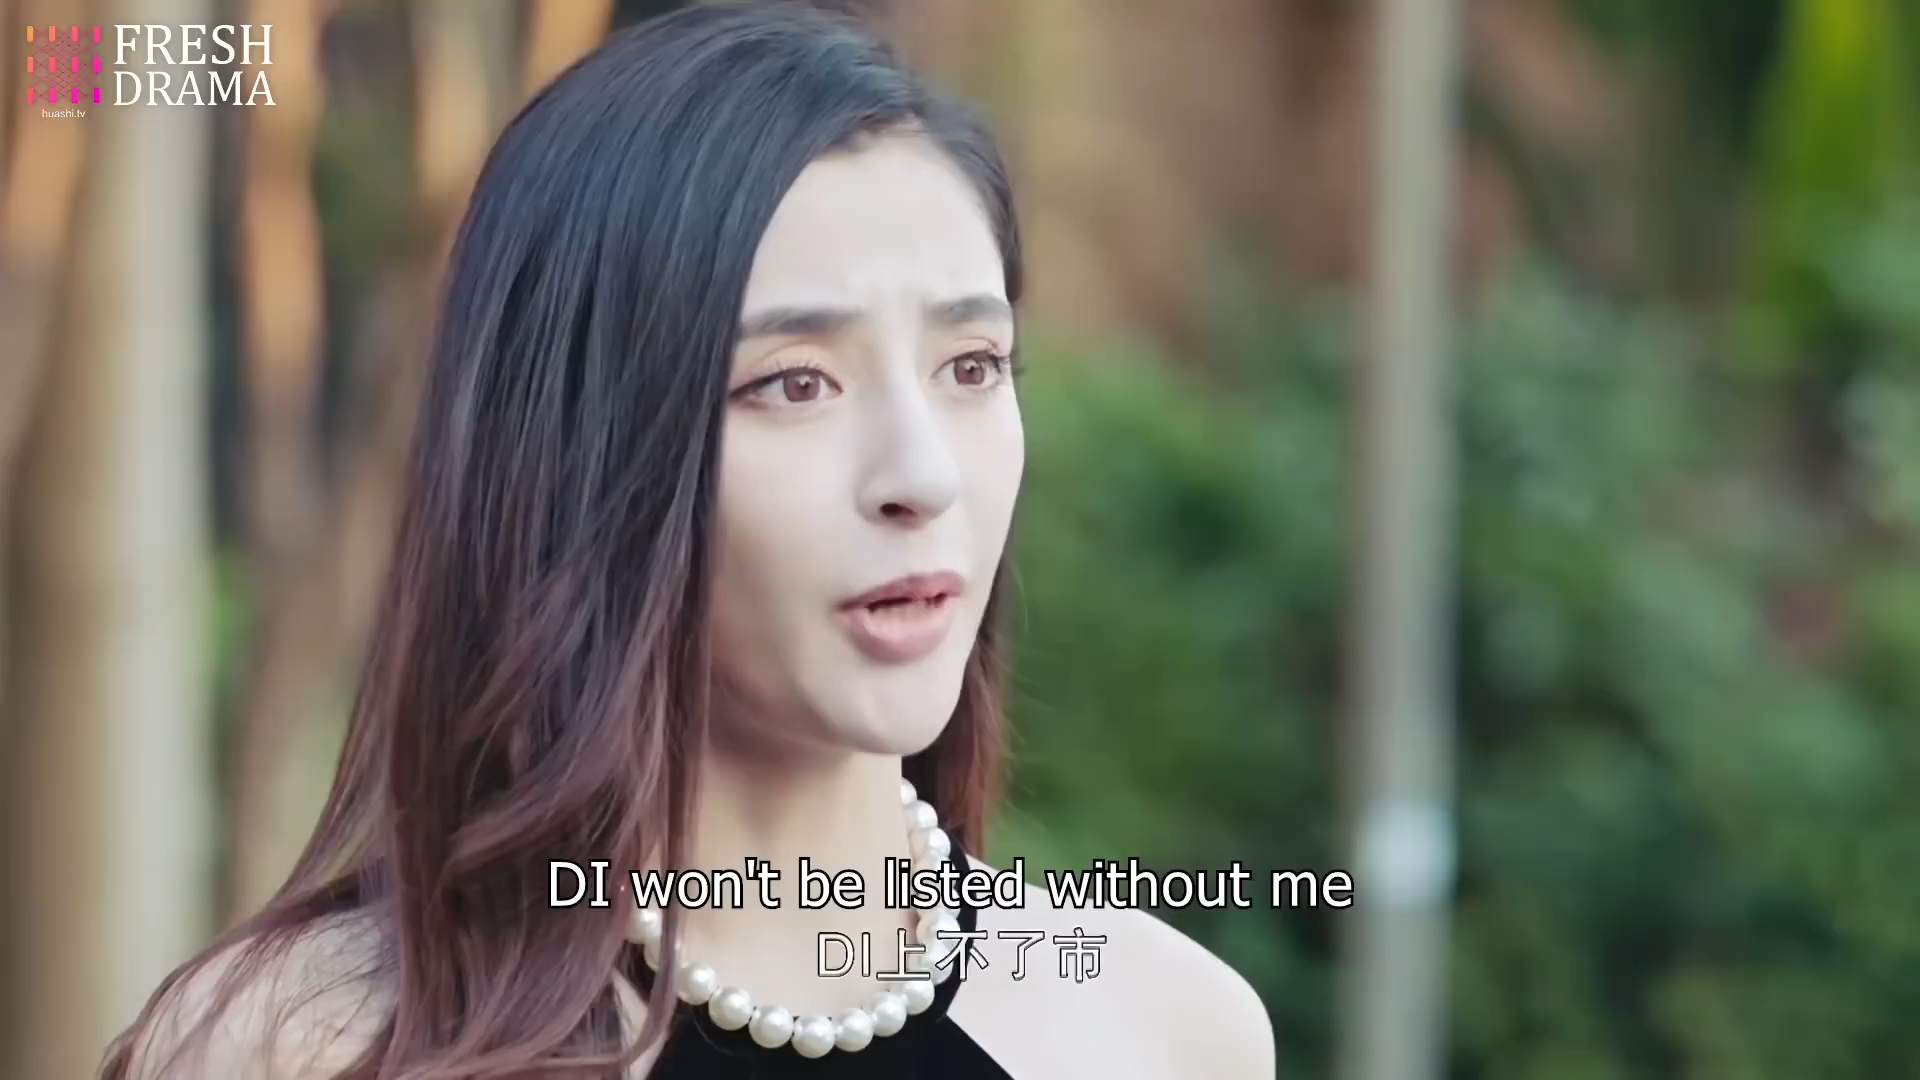 FRESH
DRAMA
huashi.tv
DI won't be listed without me
DI上不了市